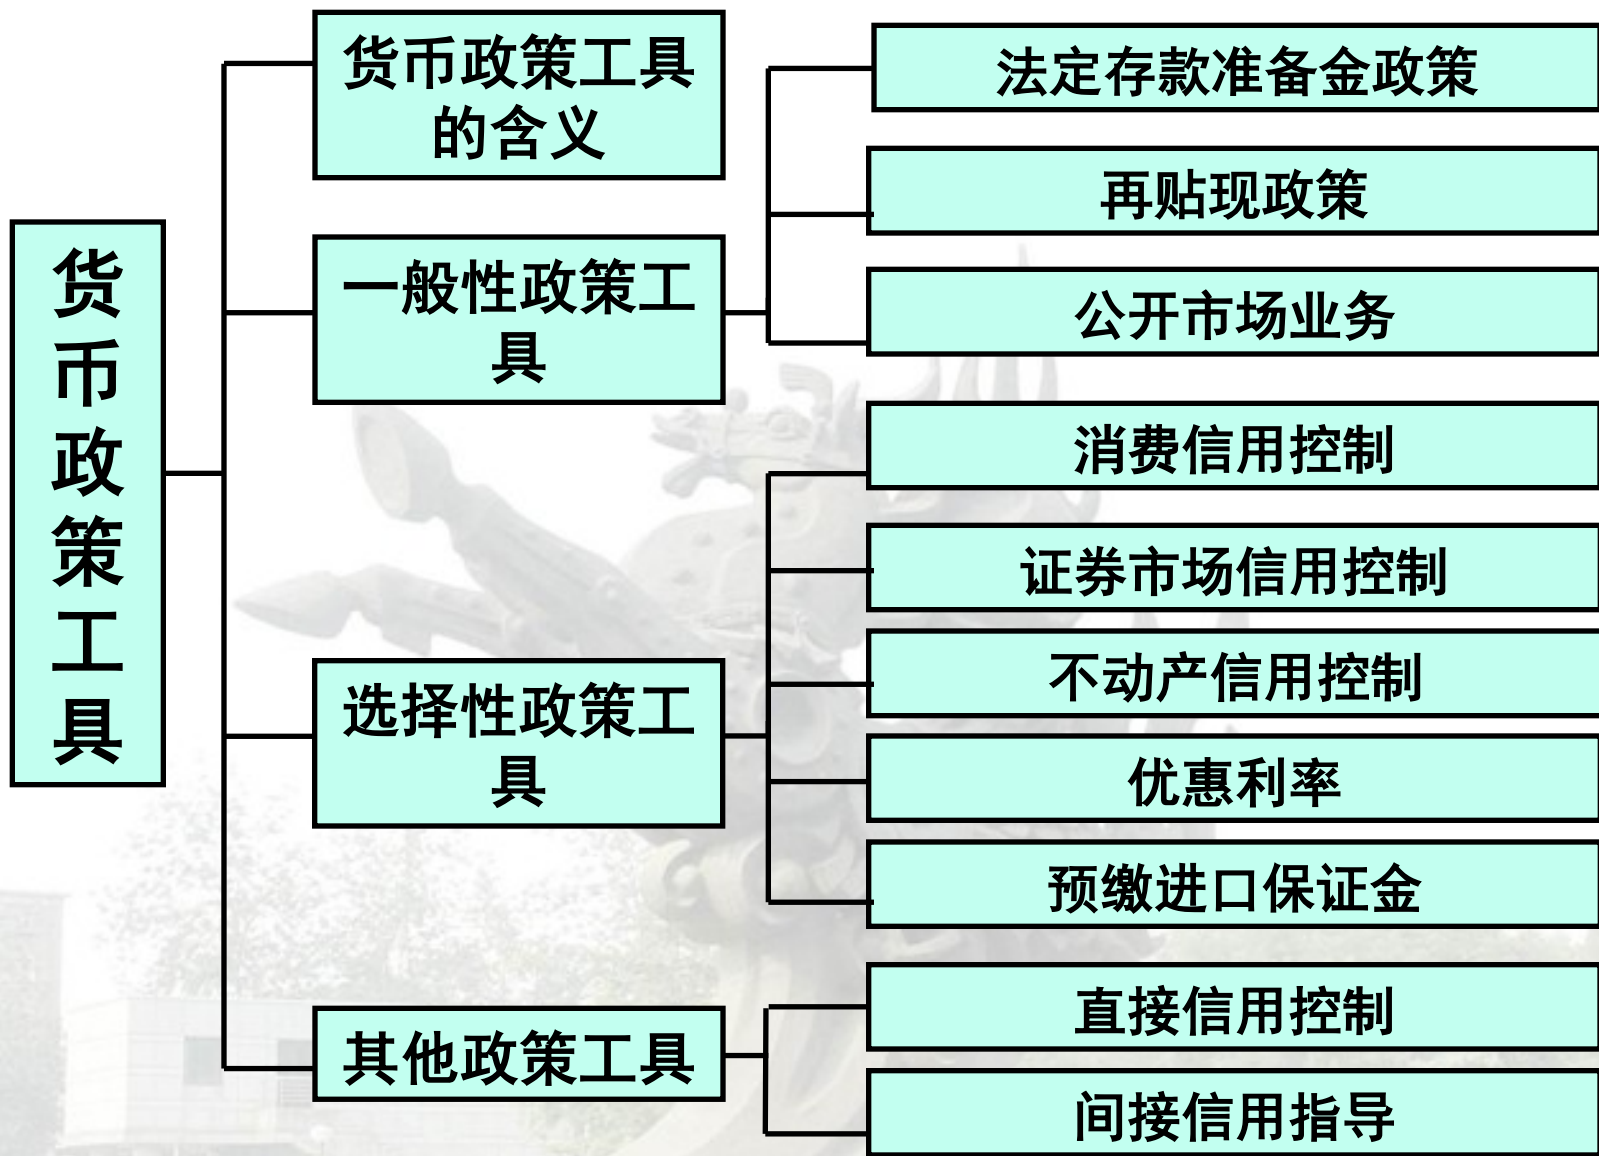 货币政策工具
货币政策工具
的含义
一般性政策工
具
选择性政策工
具
其他政策工具
法定存款准备金政策
再贴现政策
公开市场业务
消费信用控制
证券市场信用控制
不动产信用控制
优惠利率
预缴进口保证金
直接信用控制
间接信用指导